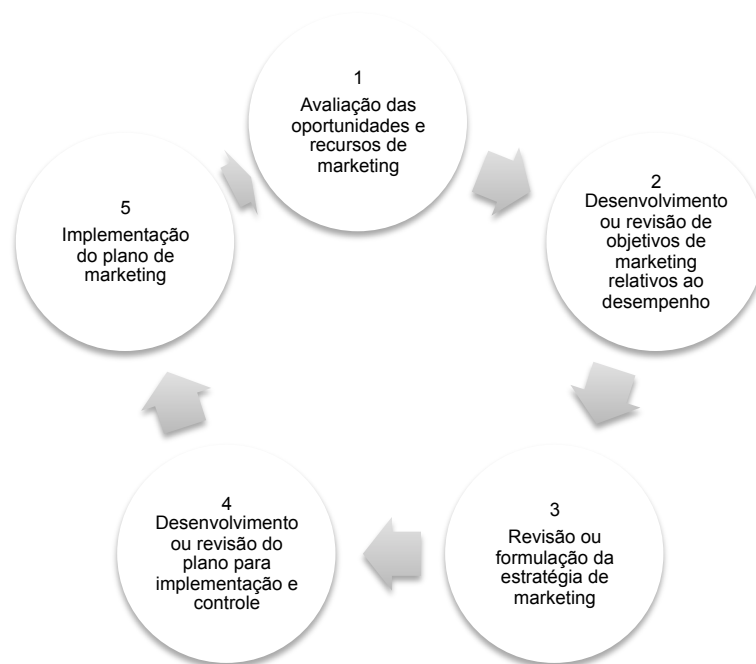 1
Avaliação das
oportunidades e
recursos de
marketing
2
Desenvolvimento
ou revisão de
objetivos de
marketing
relativos ao
desempenho
3
Revisão ou
formulação da
estratégia de
marketing
4
Desenvolvimento
ou revisão do
plano para
implementação e
controle
5
Implementação
do plano de
marketing